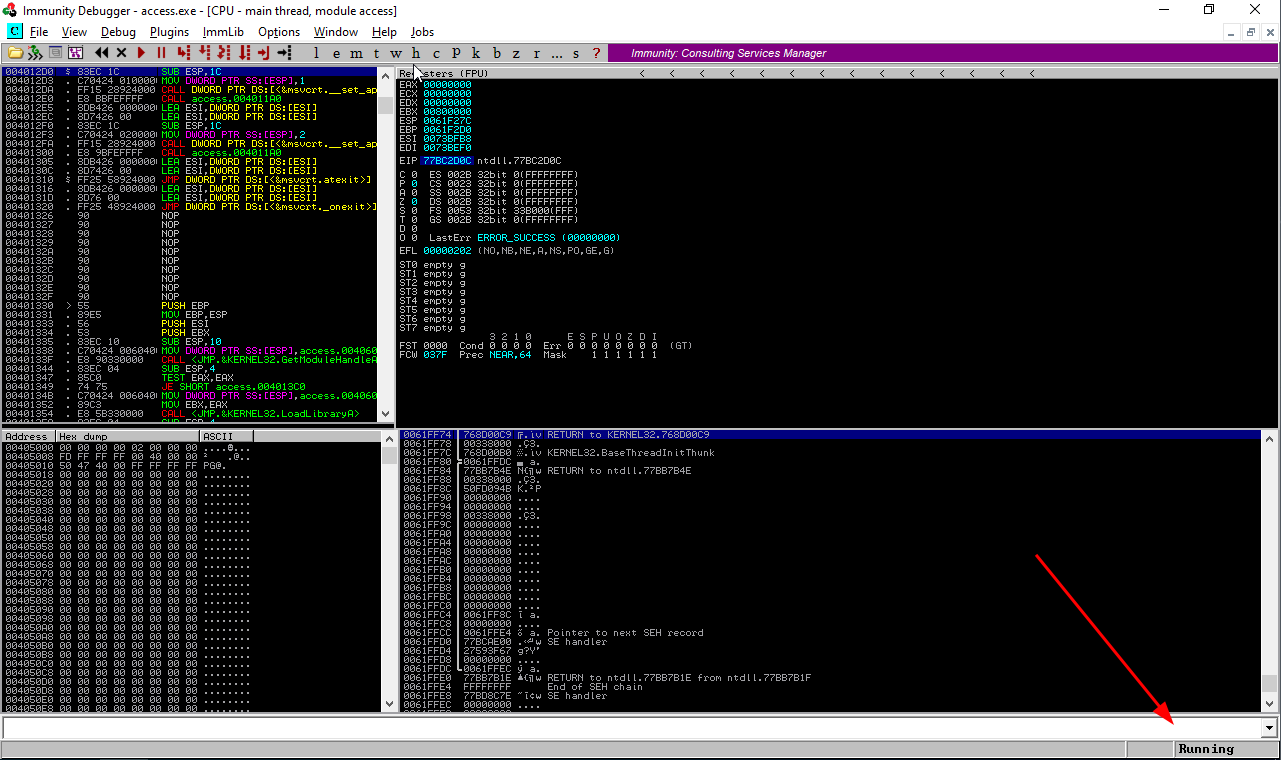 Immunity Debugger - access.exe - [CPU - main thread, module access]
C File View Debug Plugins ImmLib Options Window Help Jobs
l e m t w h c P k b z r ... s ? Immunity: Consulting Services Manager
004012D0 $ 83EC 1C SUB ESP,1C
004012D3 . C70424 0100000 MOV DWORD PTR SS:[ESP],1
004012DA . FF15 28924000 CALL DWORD PTR DS:[<&msvcrt.__set_ap
004012E0 . E8 BBFEFFFF CALL access.004011A0
004012E5 . 8DB426 0000000 LEA ESI,DWORD PTR DS:[ESI]
004012EC . 8D7426 00 LEA ESI,DWORD PTR DS:[ESI]
004012F0 . 83EC 1C SUB ESP,1C
004012F3 . C70424 0200000 MOV DWORD PTR SS:[ESP],2
004012FA . FF15 28924000 CALL DWORD PTR DS:[<&msvcrt.__set_ap
00401300 . E8 9BFEFFFF CALL access.004011A0
00401305 . 8DB426 0000000 LEA ESI,DWORD PTR DS:[ESI]
0040130C . 8D7426 00 LEA ESI,DWORD PTR DS:[ESI]
00401310 $ FF25 58924000 JMP DWORD PTR DS:[<&msvcrt.atexit>]
00401316 . 8DB426 0000000 LEA ESI,DWORD PTR DS:[ESI]
0040131D . 8D76 00 LEA ESI,DWORD PTR DS:[ESI]
00401320 . FF25 48924000 JMP DWORD PTR DS:[<&msvcrt._onexit>]
00401326 90 NOP
00401327 90 NOP
00401328 90 NOP
00401329 90 NOP
0040132A 90 NOP
0040132B 90 NOP
0040132C 90 NOP
0040132D 90 NOP
0040132E 90 NOP
0040132F 90 NOP
00401330 > 55 PUSH EBP
00401331 . 89E5 MOV EBP,ESP
00401333 . 56 PUSH ESI
00401334 . 53 PUSH EBX
00401335 . 83EC 10 SUB ESP,10
00401338 . C70424 0060400 MOV DWORD PTR SS:[ESP],access.004060
0040133F . E8 90330000 CALL <JMP.&KERNEL32.GetModuleHandleA
00401344 . 83EC 04 SUB ESP,4
00401347 . 85C0 TEST EAX,EAX
00401349 . 74 75 JE SHORT access.004013C0
0040134B . C70424 0060400 MOV DWORD PTR SS:[ESP],access.004060
00401352 . 89C3 MOV EBX,EAX
00401354 . E8 5B330000 CALL <JMP.&KERNEL32.LoadLibraryA>
Registers (FPU) < < < < < < < < < < < < < <
EAX 00000000
ECX 00000000
EDX 00000000
EBX 00800000
ESP 0061F27C
EBP 0061F2D0
ESI 0073BFB8
EDI 0073BEF0
EIP 77BC2D0C ntdll.77BC2D0C
C 0 ES 002B 32bit 0(FFFFFFFF)
P 0 CS 0023 32bit 0(FFFFFFFF)
A 0 SS 002B 32bit 0(FFFFFFFF)
Z 0 DS 002B 32bit 0(FFFFFFFF)
S 0 FS 0053 32bit 33B000(FFF)
T 0 GS 002B 32bit 0(FFFFFFFF)
D 0
O 0 LastErr ERROR_SUCCESS (00000000)
EFL 00000202 (NO,NB,NE,A,NS,PO,GE,G)
ST0 empty g
ST1 empty g
ST2 empty g
ST3 empty g
ST4 empty g
ST5 empty g
ST6 empty g
ST7 empty g
3 2 1 0 E S P U O Z D I
FST 0000 Cond 0 0 0 0 Err 0 0 0 0 0 0 0 0 (GT)
FCW 037F Prec NEAR,64 Mask 1 1 1 1 1 1
Address Hex dump ASCII
00405000 00 00 00 00 02 00 00 00 ....☻...
00405008 FD FF FF FF 00 40 00 00
00405010 50 47 40 00 FF FF FF FF PG@.
00405018 00 00 00 00 00 00 00 00 ........
00405020 00 00 00 00 00 00 00 00 ........
00405028 00 00 00 00 00 00 00 00 ........
00405030 00 00 00 00 00 00 00 00 ........
00405038 00 00 00 00 00 00 00 00 ........
00405040 00 00 00 00 00 00 00 00 ........
00405048 00 00 00 00 00 00 00 00 ........
00405050 00 00 00 00 00 00 00 00 ........
00405058 00 00 00 00 00 00 00 00 ........
00405060 00 00 00 00 00 00 00 00 ........
00405068 00 00 00 00 00 00 00 00 ........
00405070 00 00 00 00 00 00 00 00 ........
00405078 00 00 00 00 00 00 00 00 ........
00405080 00 00 00 00 00 00 00 00 ........
00405088 00 00 00 00 00 00 00 00 ........
00405090 00 00 00 00 00 00 00 00 ........
00405098 00 00 00 00 00 00 00 00 ........
004050A0 00 00 00 00 00 00 00 00 ........
004050A8 00 00 00 00 00 00 00 00 ........
004050B0 00 00 00 00 00 00 00 00 ........
004050B8 00 00 00 00 00 00 00 00 ........
004050C0 00 00 00 00 00 00 00 00 ........
004050C8 00 00 00 00 00 00 00 00 ........
004050D0 00 00 00 00 00 00 00 00 ........
004050D8 00 00 00 00 00 00 00 00 ........
004050E0 00 00 00 00 00 00 00 00 ........
004050E8 00 00 00 00 00 00 00 00 ........
0061FF74 768D00C9 RETURN to KERNEL32.768D00C9
0061FF78 00338000 .Ç3.
0061FF7C 768D00B0 KERNEL32.BaseThreadInitThunk
0061FF80 0061FFDC ▄ a.
0061FF84 77BB7B4E RETURN to ntdll.77BB7B4E
0061FF88 00338000 .Ç3.
0061FF8C 50FD094B
0061FF90 00000000 ....
0061FF94 00000000 ....
0061FF98 00338000 .Ç3.
0061FF9C 00000000 ....
0061FFA0 00000000 ....
0061FFA4 00000000 ....
0061FFA8 00000000 ....
0061FFAC 00000000 ....
0061FFB0 00000000 ....
0061FFB4 00000000 ....
0061FFB8 00000000 ....
0061FFBC 00000000 ....
0061FFC0 00000000 ....
0061FFC4 0061FF8C î a.
0061FFC8 00000000 ....
0061FFCC 0061FFE4 a. Pointer to next SEH record
0061FFD0 77BCAE00 SE handler
0061FFD4 27593F67 g?Y'
0061FFD8 00000000 ....
0061FFDC 0061FFEC a.
0061FFE0 77BB7B1E RETURN to ntdll.77BB7B1E from ntdll.77BB7B1F
0061FFE4 FFFFFFFF End of SEH chain
0061FFE8 77BD8C7E SE handler
0061FFEC 00000000 ....
Running